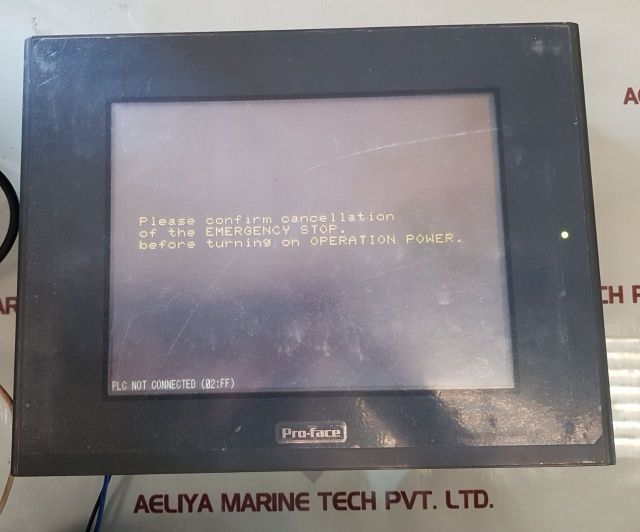 Please confirm cancellation
of the EMERGENCY STOP.
before turning on OPERATION POWER.
PLC NOT CONNECTED (02:FF)
Pro-face
AELIYA MARINE TECH PVT. LTD.